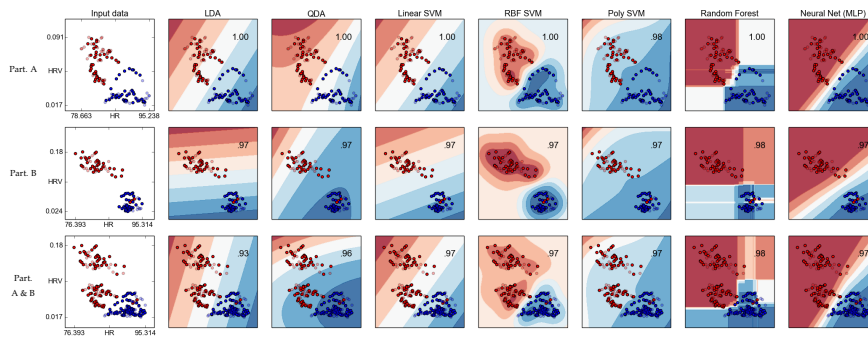 Input data LDA QDA Linear SVM RBF SVM Poly SVM Random Forest Neural Net (MLP)
0.091 1.00 1.00 1.00 1.00 .98 1.00 1.00
Part. A HRV
0.017
78.663 HR 95.238
0.18 .97 .97 .97 .97 .97 .98 .97
Part. B HRV
0.024
76.393 HR 95.314
0.18 .93 .96 .97 .97 .97 .98 .97
Part. HRV
A & B
0.017
76.393 HR 95.314